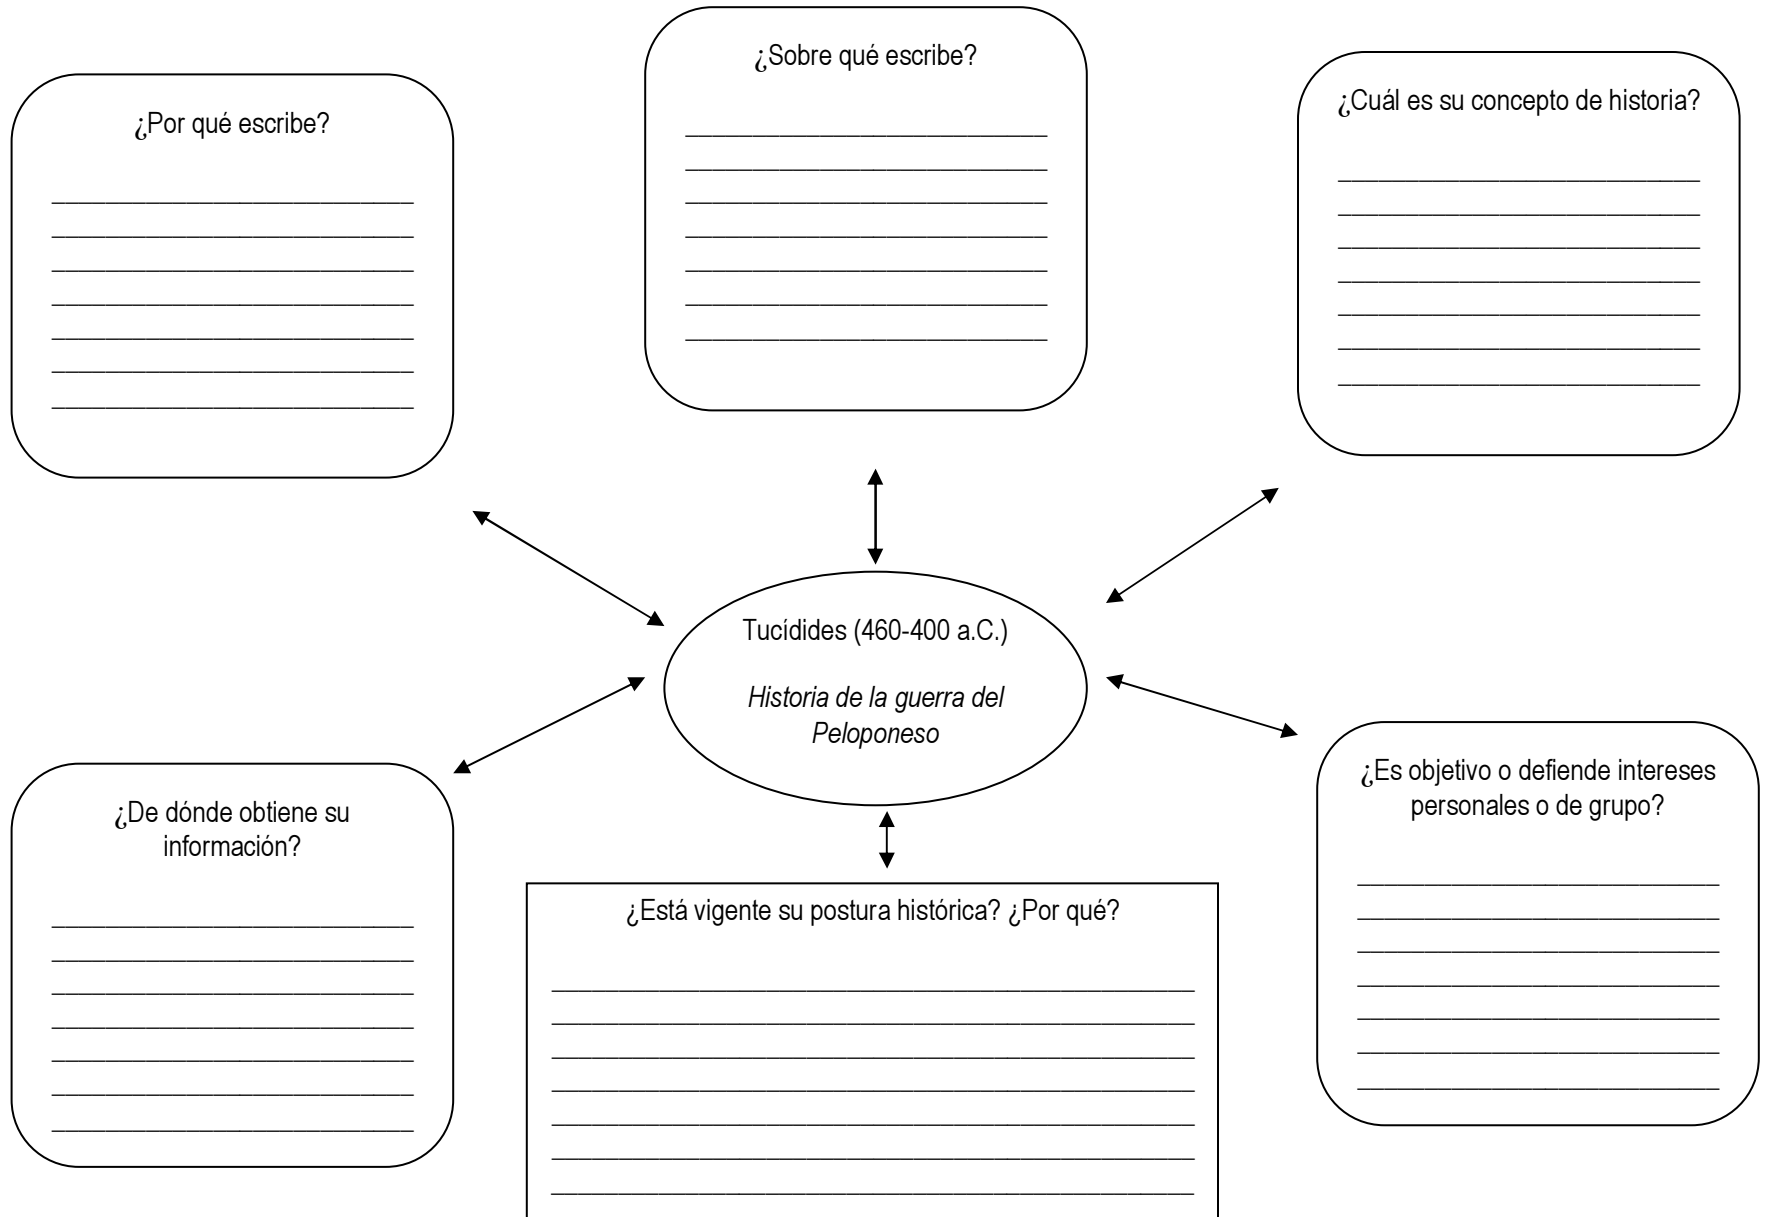 ¿Sobre qué escribe?
¿Por qué escribe?
¿Cuál es su concepto de historia?
Tucídides (460-400 a.C.)
Historia de la guerra del
Peloponeso
¿De dónde obtiene su
información?
¿Es objetivo o defiende intereses
personales o de grupo?
¿Está vigente su postura histórica? ¿Por qué?